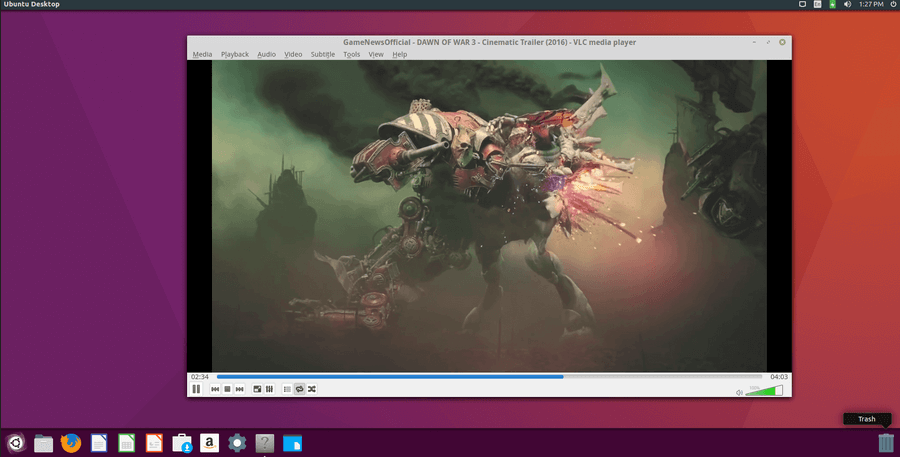 Ubuntu Desktop
En
1:27 PM
GameNewsOfficial - DAWN OF WAR 3 - Cinematic Trailer (2016) - VLC media player
Media Playback Audio Video Subtitle Tools View Help
02:34
04:03
100%
Trash
a
?